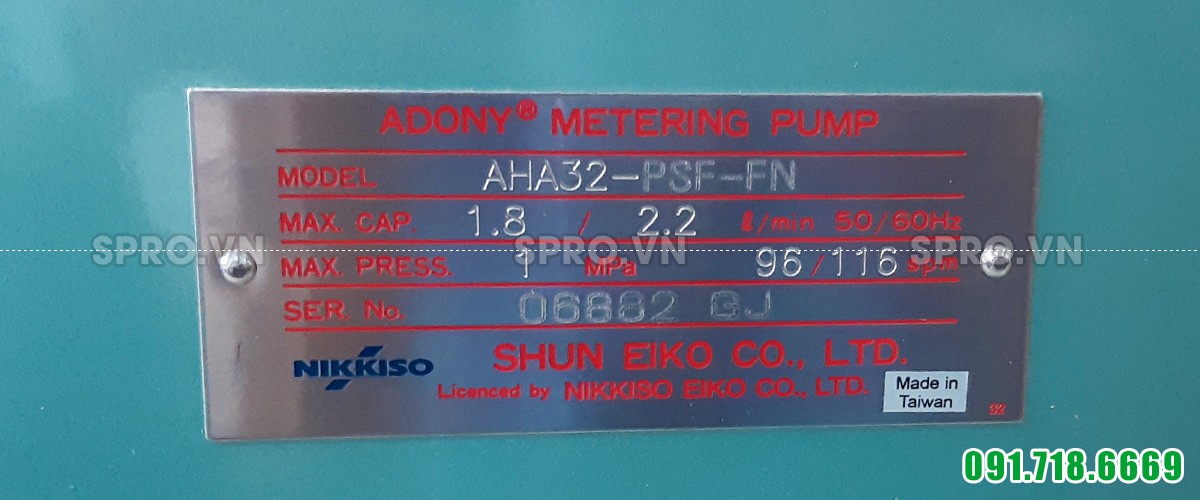 ADONY® METERING PUMP
MODEL AHA32-PSF-FN
MAX. CAP. 1.8 / 2.2 ℓ/min 50/60Hz
SPRO.VN SPRO.VN SPRO.VN
MAX. PRESS. 1 MPa 96/116 spm
SER. No. 06882 GJ
NIKKISO SHUN EIKO CO., LTD.
Licenced by NIKKISO EIKO CO., LTD.
Made in
Taiwan
32
091.718.6669